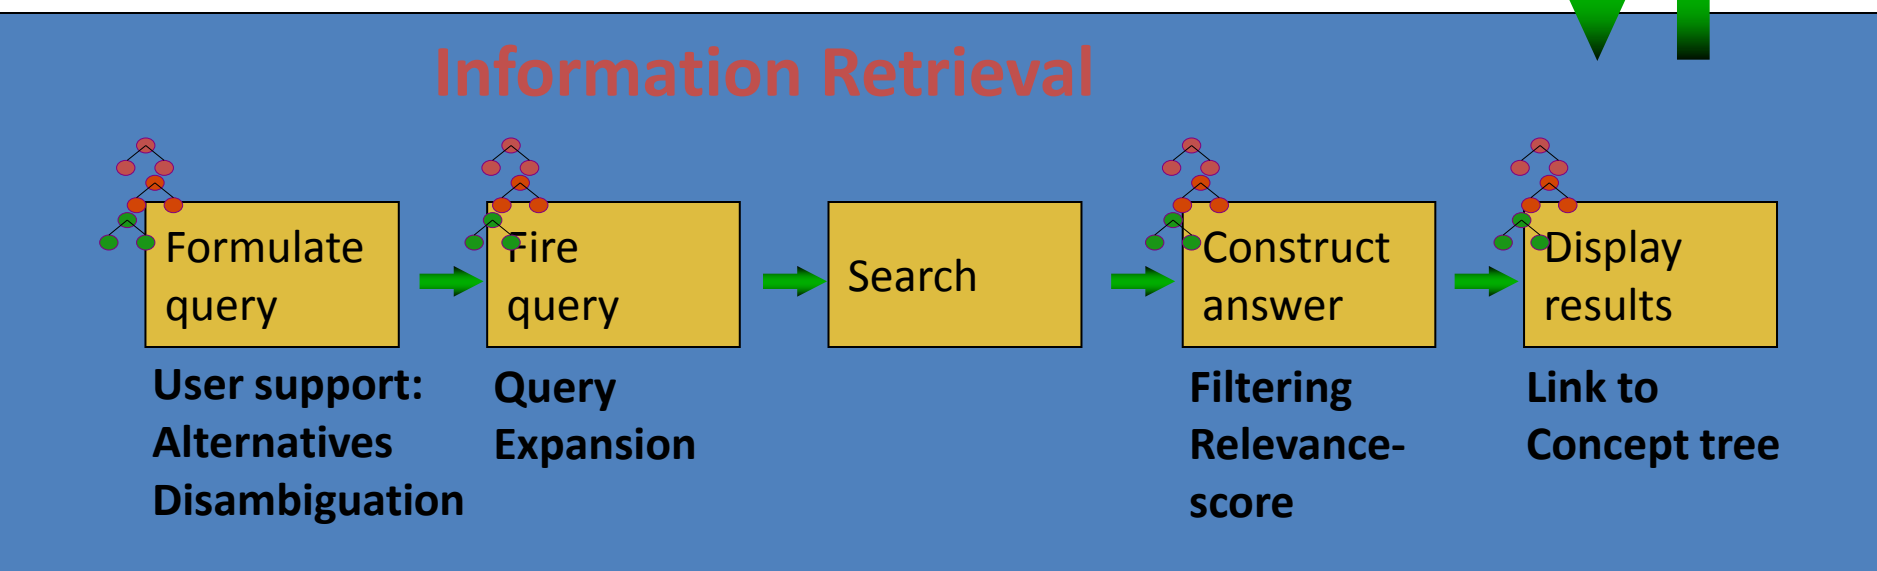 Information Retrieval
Formulate
query
Fire
query
Search
Construct
answer
Display
results
User support:
Alternatives
Disambiguation
Query
Expansion
Filtering
Relevance-
score
Link to
Concept tree